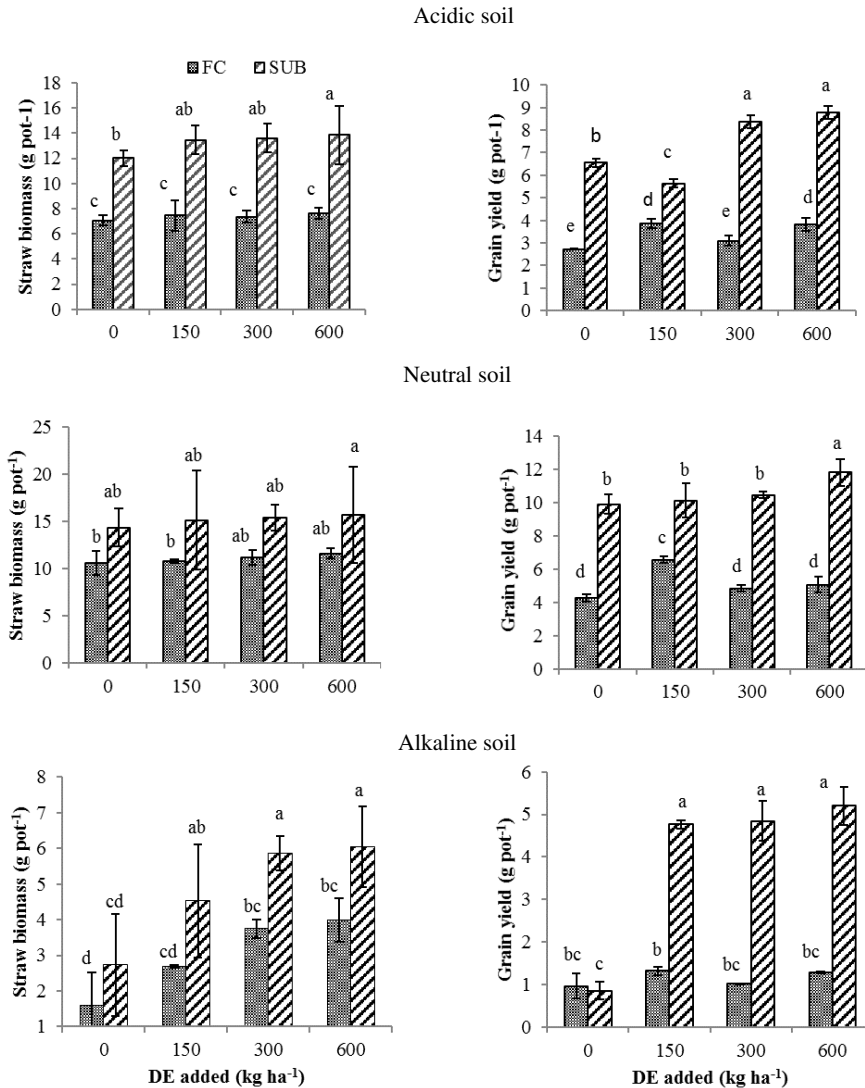 Acidic soil
FC SUB
Straw biomass (g pot-1)
18
16
14
12
10
8
6
4
2
0
b ab ab a
c c c c
0 150 300 600
Grain yield (g pot-1)
10
9
8
7
6
5
4
3
2
1
0
e b d c e a d a
0 150 300 600
Neutral soil
Straw biomass (g pot-1)
25
20
15
10
5
0
b ab b ab ab ab ab a
0 150 300 600
Grain yield (g pot-1)
14
12
10
8
6
4
2
0
d b c b d b d a
0 150 300 600
Alkaline soil
Straw biomass (g pot-1)
8
7
6
5
4
3
2
1
d cd cd ab bc a bc a
0 150 300 600
DE added (kg ha-1)
Grain yield (g pot-1)
6
5
4
3
2
1
0
bc c b a bc a bc a
0 150 300 600
DE added (kg ha-1)